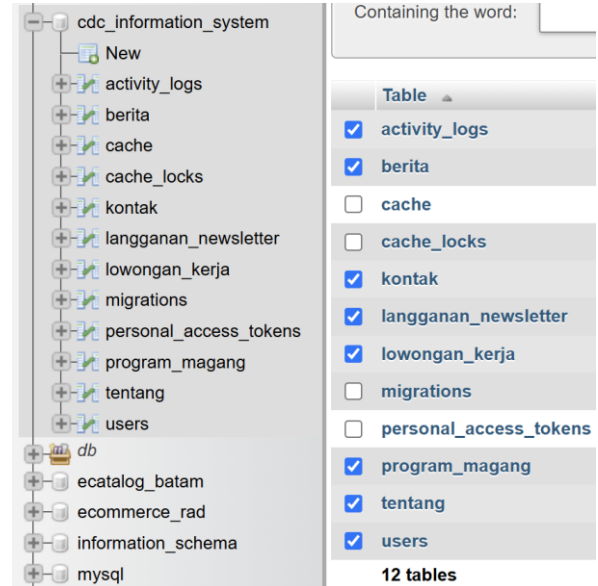 cdc_information_system
New
activity_logs
berita
cache
cache_locks
kontak
langganan_newsletter
lowongan_kerja
migrations
personal_access_tokens
program_magang
tentang
users
db
ecatalog_batam
ecommerce_rad
information_schema
mysql
Containing the word:
Table
activity_logs
berita
cache
cache_locks
kontak
langganan_newsletter
lowongan_kerja
migrations
personal_access_tokens
program_magang
tentang
users
12 tables